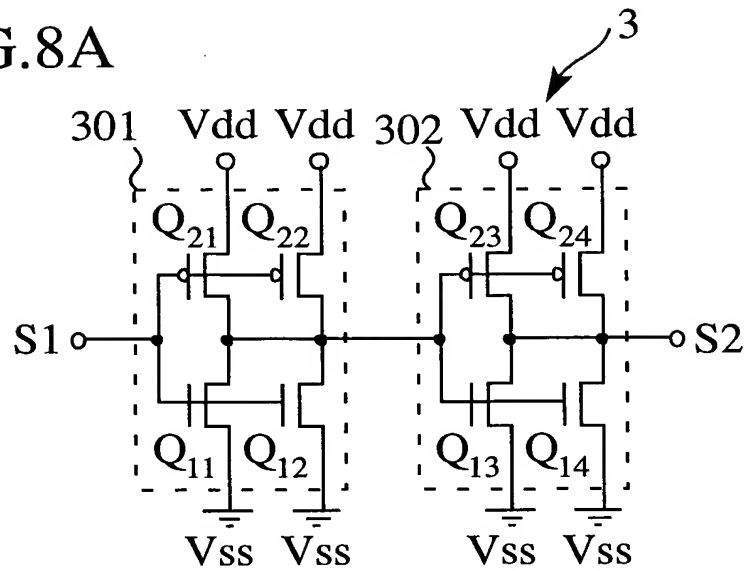 G.8A
3
301 Vdd Vdd 302 Vdd Vdd
Q21 Q22 Q23 Q24
S1 S2
Q11 Q12 Q13 Q14
Vss Vss Vss Vss